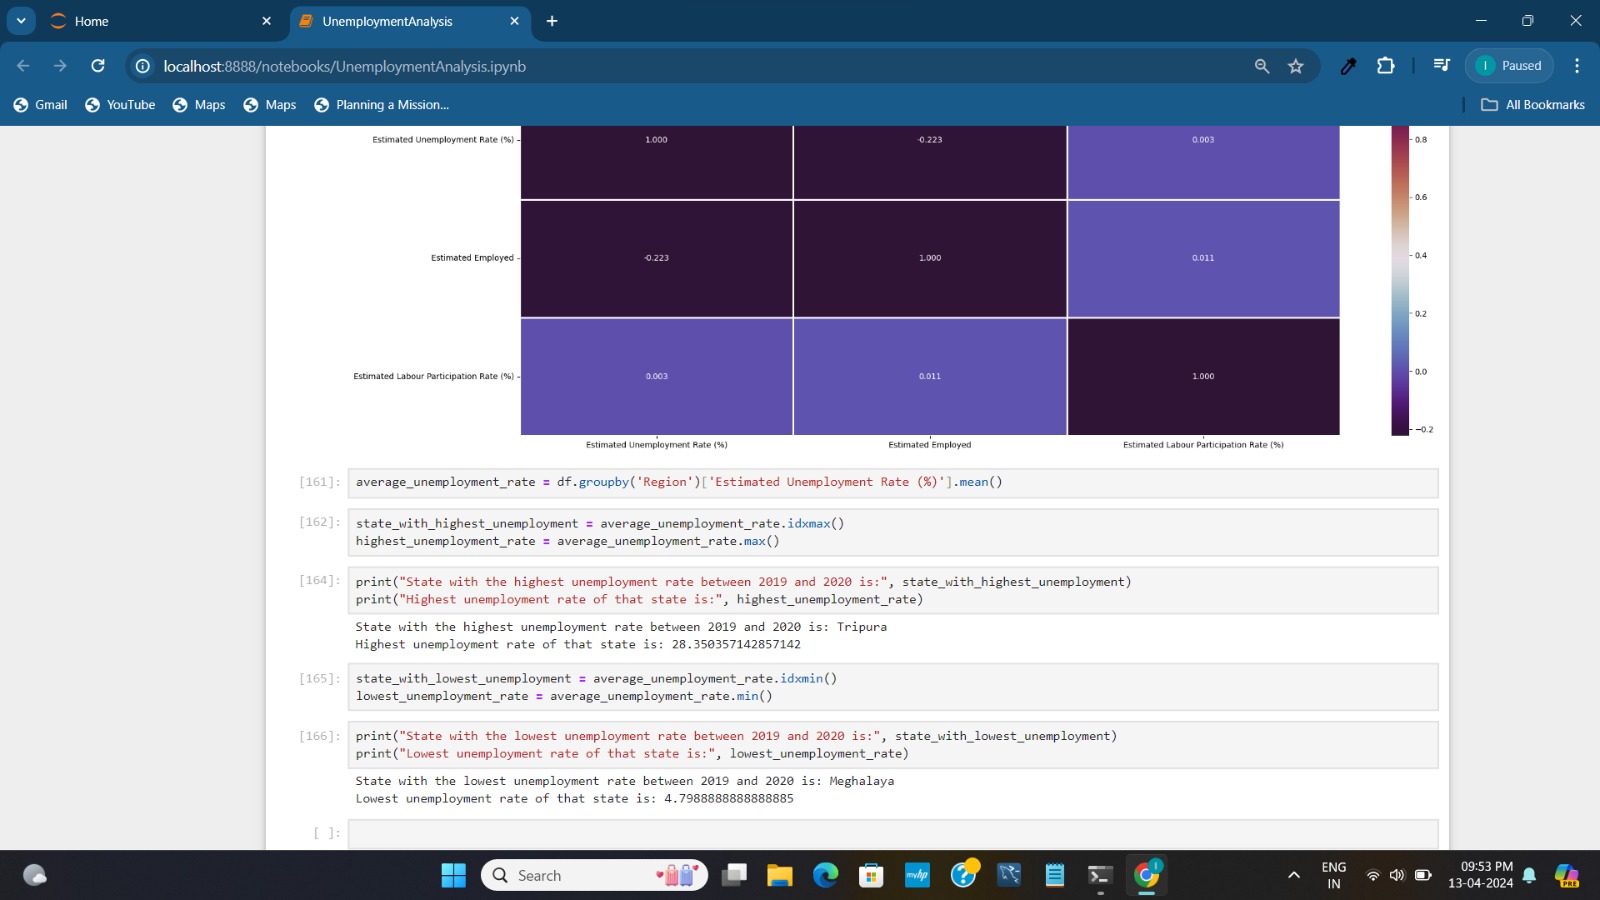 Home
UnemploymentAnalysis
localhost:8888/notebooks/UnemploymentAnalysis.ipynb
I
Paused
Gmail
YouTube
Maps
Maps
Planning a Mission...
All Bookmarks
Estimated Unemployment Rate (%)
1.000
-0.223
0.003
0.8
0.6
Estimated Employed
-0.223
1.000
0.011
0.4
0.2
Estimated Labour Participation Rate (%)
0.003
0.011
1.000
0.0
−0.2
Estimated Unemployment Rate (%)
Estimated Employed
Estimated Labour Participation Rate (%)
[161]:
average_unemployment_rate = df.groupby('Region')['Estimated Unemployment Rate (%)'].mean()
[162]:
state_with_highest_unemployment = average_unemployment_rate.idxmax()
highest_unemployment_rate = average_unemployment_rate.max()
[164]:
print("State with the highest unemployment rate between 2019 and 2020 is:", state_with_highest_unemployment)
print("Highest unemployment rate of that state is:", highest_unemployment_rate)
State with the highest unemployment rate between 2019 and 2020 is: Tripura
Highest unemployment rate of that state is: 28.350357142857142
[165]:
state_with_lowest_unemployment = average_unemployment_rate.idxmin()
lowest_unemployment_rate = average_unemployment_rate.min()
[166]:
print("State with the lowest unemployment rate between 2019 and 2020 is:", state_with_lowest_unemployment)
print("Lowest unemployment rate of that state is:", lowest_unemployment_rate)
State with the lowest unemployment rate between 2019 and 2020 is: Meghalaya
Lowest unemployment rate of that state is: 4.7988888888888885
[ ]:
Search
myhp
I
ENG
IN
09:53 PM
13-04-2024
PRE